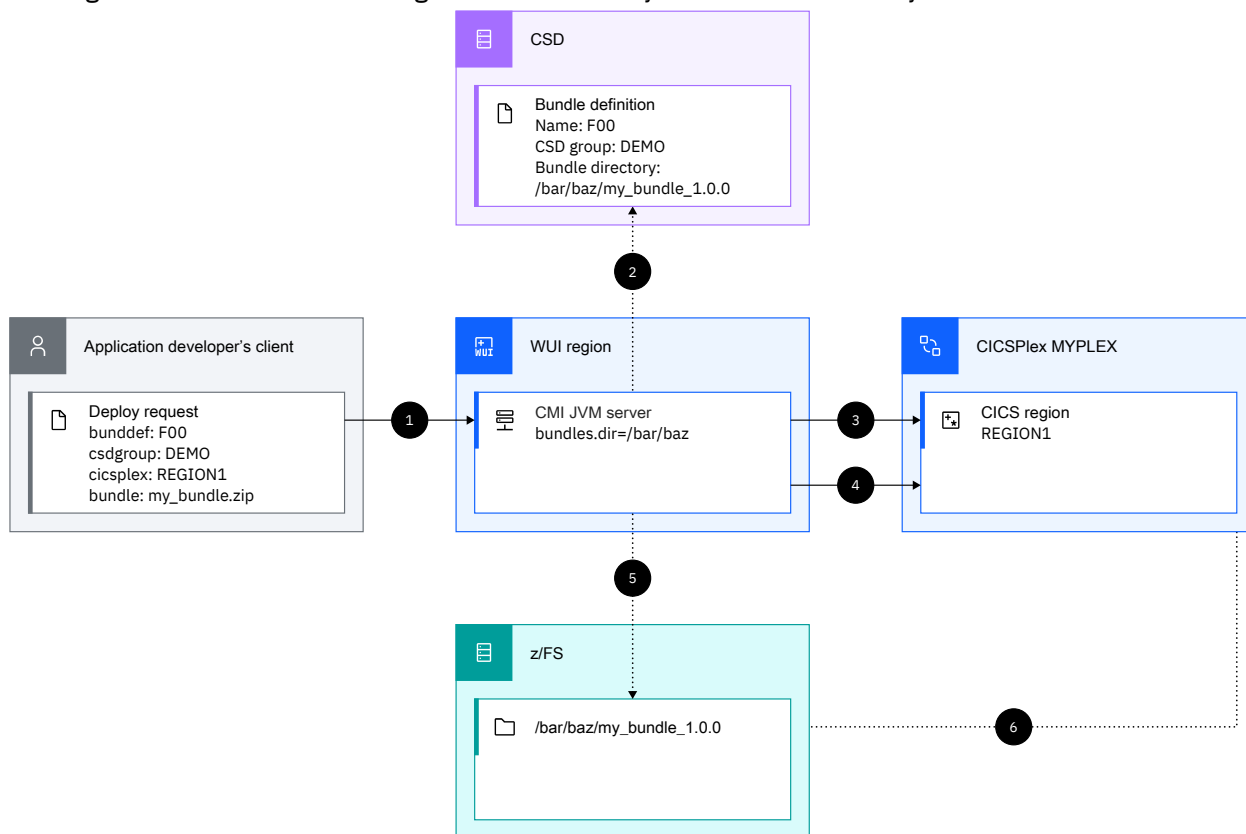 CSD
Bundle definition
Name: F00
CSD group: DEMO
Bundle directory:
/bar/baz/my_bundle_1.0.0
2
Application developer’s client
Deploy request
bunddef: F00
csdgroup: DEMO
cicsplex: REGION1
bundle: my_bundle.zip
1
WUI
WUI region
CMI JVM server
bundles.dir=/bar/baz
3
4
CICSPlex MYPLEX
CICS region
REGION1
5
z/FS
/bar/baz/my_bundle_1.0.0
6